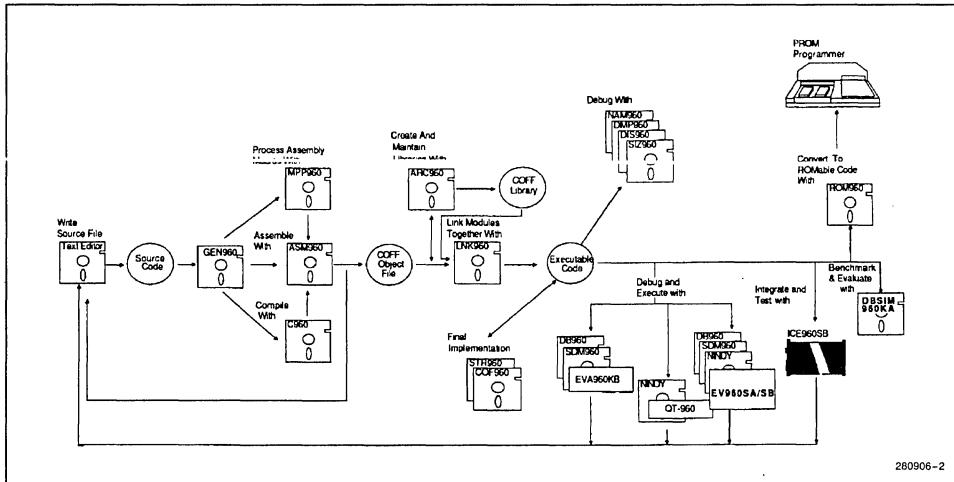 PROM
Programmer
Debug With
NAM960
DMP960
DIS960
SIZ960
Create And
Maintain
Process Assembly
MPP960
ARC960
COFF
Library
Convert To
ROMable Code
With
ROM960
Write
Source File
Text Editor
Source
Code
GEN960
Assemble
With
ASM960
COFF
Object
File
Link Modules
Together With
LNK960
Executable
Code
Compile
With
C960
Debug and
Execute with
Integrate and
Test with
Benchmark
& Evaluate
with
DBSIM
960KA
Final
Implementation
STR960
COF960
DB960
SDM960
EVA960KB
NINDY
QT-960
DB960
SDM960
NINDY
EV960SA/SB
ICE960SB
280906-2